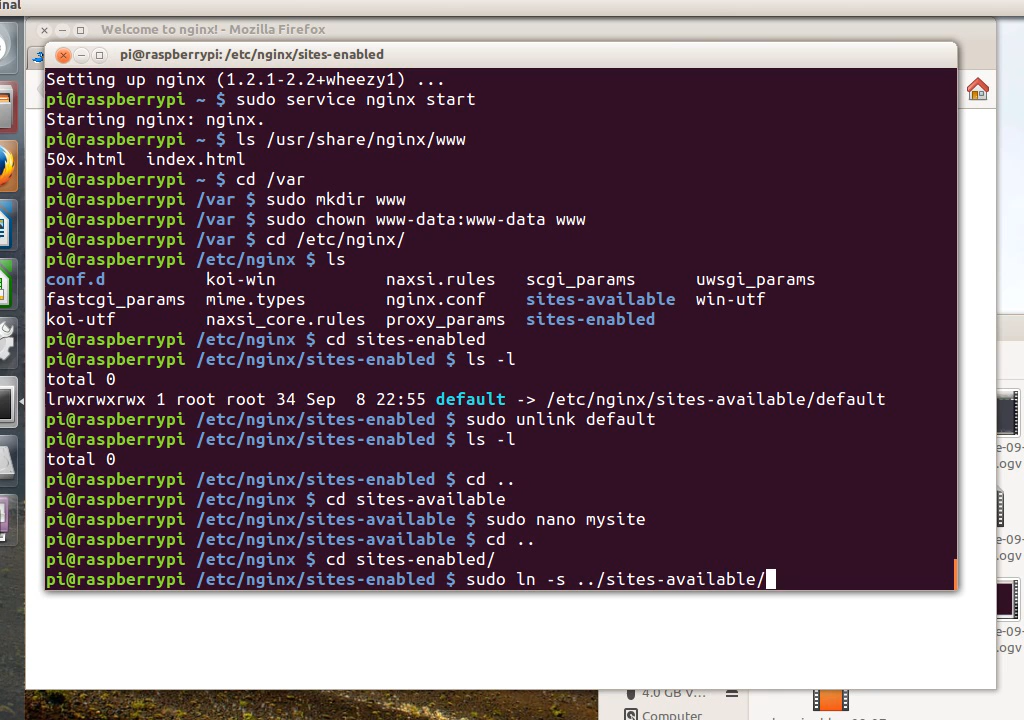 nal
Welcome to nginx! - Mozilla Firefox
pi@raspberrypi: /etc/nginx/sites-enabled
Setting up nginx (1.2.1-2.2+wheezy1) ...
pi@raspberrypi ~ $ sudo service nginx start
Starting nginx: nginx.
pi@raspberrypi ~ $ ls /usr/share/nginx/www
50x.html  index.html
pi@raspberrypi ~ $ cd /var
pi@raspberrypi /var $ sudo mkdir www
pi@raspberrypi /var $ sudo chown www-data:www-data www
pi@raspberrypi /var $ cd /etc/nginx/
pi@raspberrypi /etc/nginx $ ls
conf.d          koi-win           naxsi.rules   scgi_params      uwsgi_params
fastcgi_params  mime.types        nginx.conf    sites-available  win-utf
koi-utf         naxsi_core.rules  proxy_params  sites-enabled
pi@raspberrypi /etc/nginx $ cd sites-enabled
pi@raspberrypi /etc/nginx/sites-enabled $ ls -l
total 0
lrwxrwxrwx 1 root root 34 Sep  8 22:55 default -> /etc/nginx/sites-available/default
pi@raspberrypi /etc/nginx/sites-enabled $ sudo unlink default
pi@raspberrypi /etc/nginx/sites-enabled $ ls -l
total 0
pi@raspberrypi /etc/nginx/sites-enabled $ cd ..
pi@raspberrypi /etc/nginx $ cd sites-available
pi@raspberrypi /etc/nginx/sites-available $ sudo nano mysite
pi@raspberrypi /etc/nginx/sites-available $ cd ..
pi@raspberrypi /etc/nginx $ cd sites-enabled/
pi@raspberrypi /etc/nginx/sites-enabled $ sudo ln -s ../sites-available/
e-09-
.ogv
e-09-
.ogv
e-09-
.ogv
4.0 GB V...
Computer